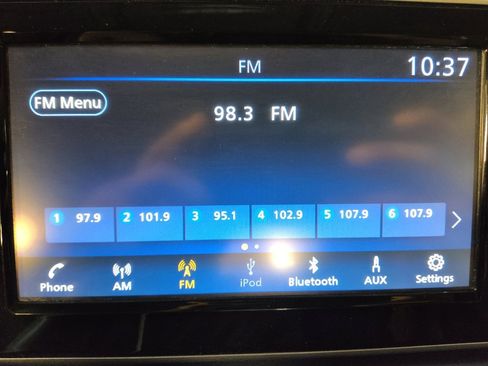 FM 10:37
FM Menu
98.3 FM
1 97.9 2 101.9 3 95.1 4 102.9 5 107.9 6 107.9
Phone AM FM iPod Bluetooth AUX Settings